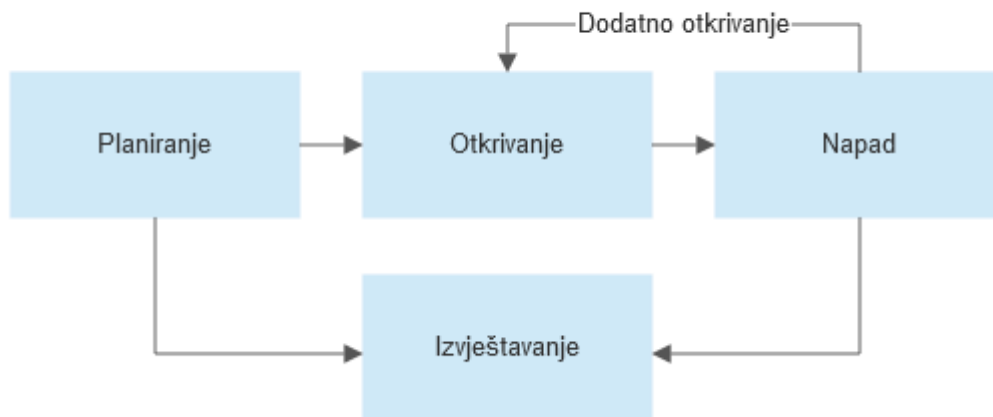 Dodatno otkrivanje
Planiranje
Otkrivanje
Napad
Izvještavanje